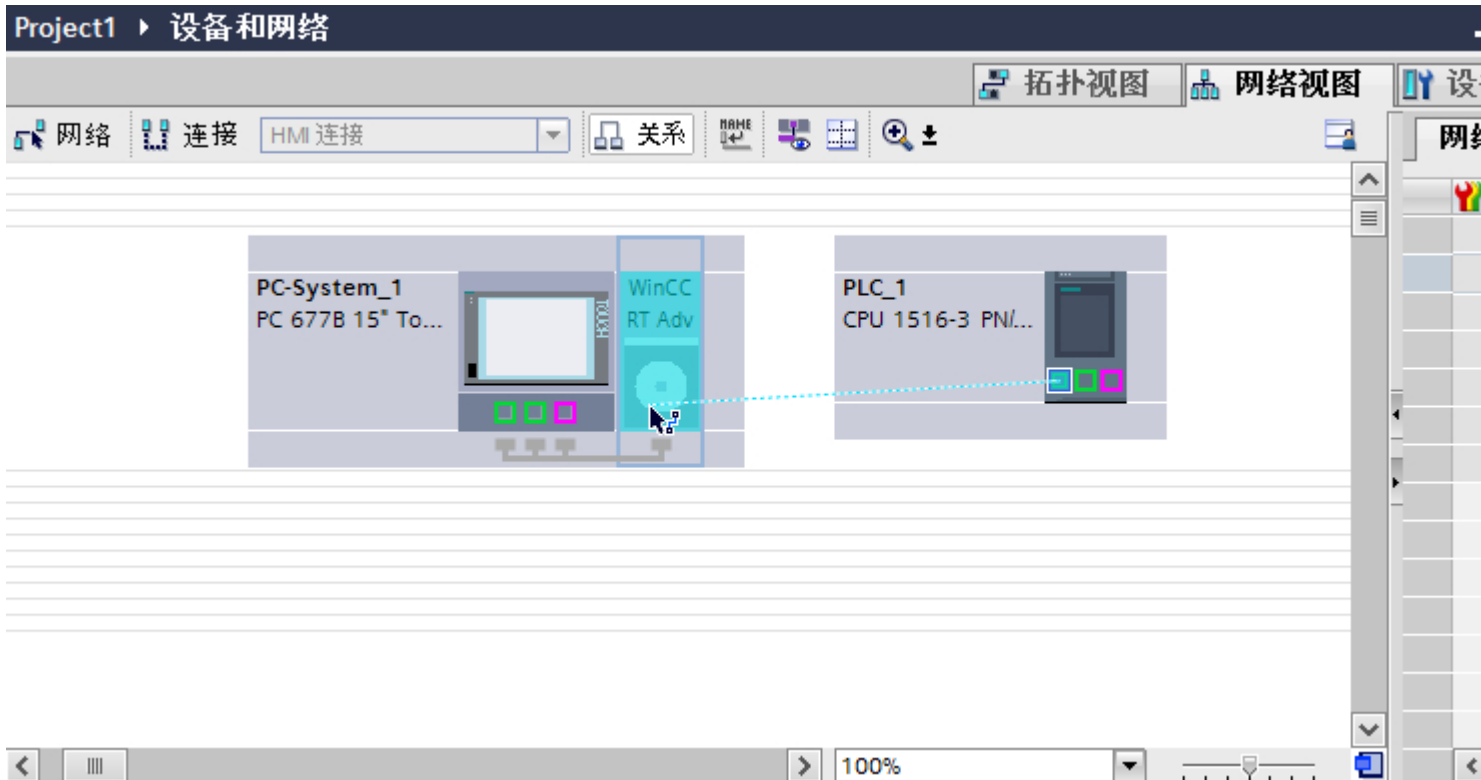 Project1 ▸ 设备和网络
拓扑视图 网络视图
网络 连接 HMI 连接 NAME 关系
PC-System_1 WinCC PLC_1
PC 677B 15" To... TOUCH RT Adv CPU 1516-3 PN/...
100%